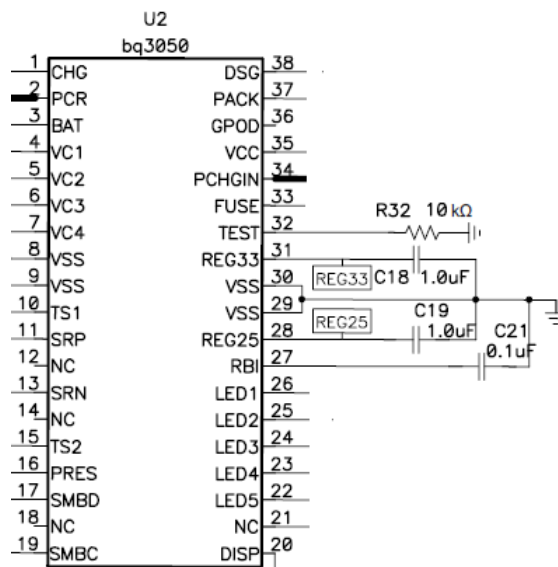 U2
bq3050
1 CHG DSG 38
2 PCR PACK 37
3 BAT GPOD 36
4 VC1 VCC 35
5 VC2 PCHGIN 34
6 VC3 FUSE 33
7 VC4 TEST 32 R32 10 kΩ
8 VSS REG33 31
REG33 C18 1.0uF
9 VSS VSS 30
10 TS1 VSS 29
REG25 C19 1.0uF
11 SRP REG25 28
C21 0.1uF
12 NC RBI 27
13 SRN LED1 26
14 NC LED2 25
15 TS2 LED3 24
16 PRES LED4 23
17 SMBD LED5 22
18 NC NC 21
19 SMBC DISP 20